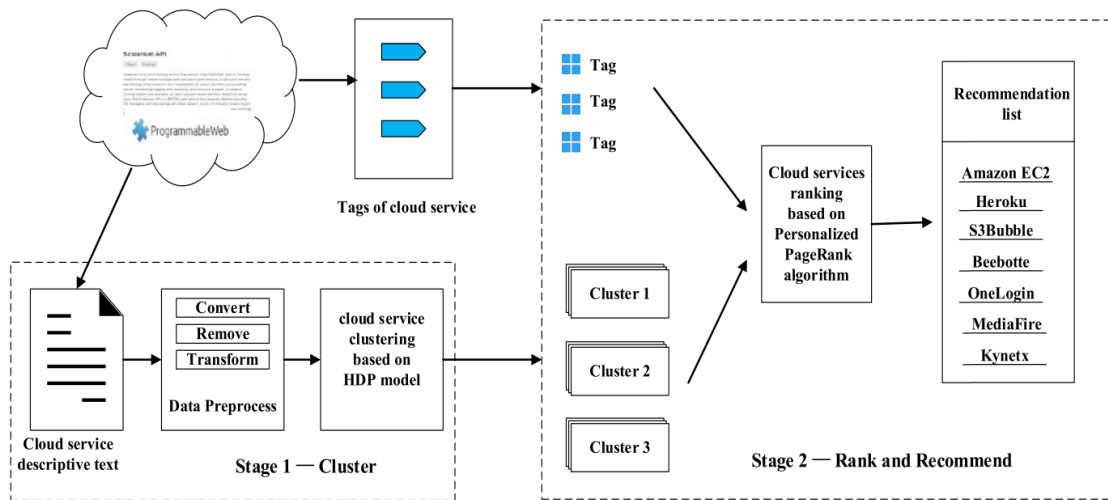 Scalarium API
ProgrammableWeb
Tags of cloud service
Tag
Tag
Tag
Cluster 1
Cluster 2
Cluster 3
Cloud services
ranking
based on
Personalized
PageRank
algorithm
Recommendation
list
Amazon EC2
Heroku
S3Bubble
Beebotte
OneLogin
MediaFire
Kynetx
Stage 2 — Rank and Recommend
Cloud service
descriptive text
Convert
Remove
Transform
Data Preprocess
cloud service
clustering
based on
HDP model
Stage 1 — Cluster